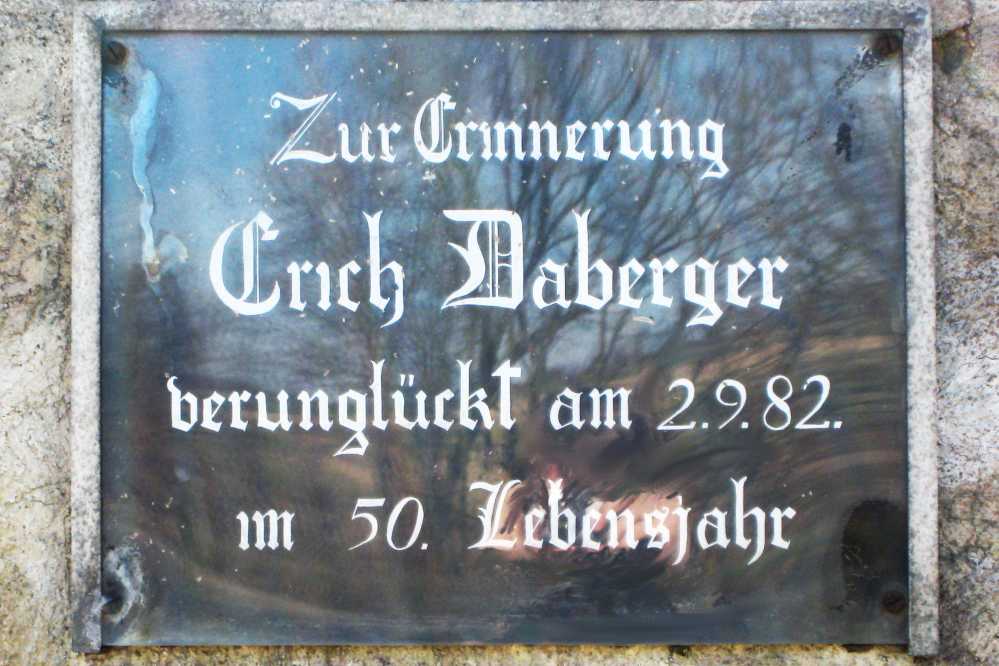 Zur Erinnerung
Erich Daberger
verunglückt am 2.9.82.
im 50. Lebensjahr